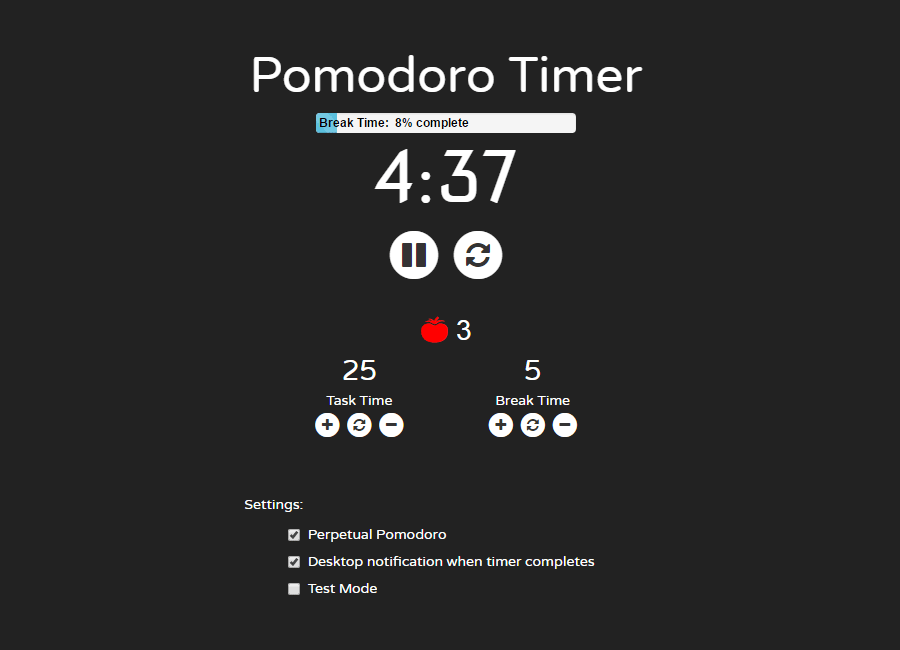 Pomodoro Timer
Break Time: 8% complete
4:37
3
25 5
Task Time Break Time
Settings:
Perpetual Pomodoro
Desktop notification when timer completes
Test Mode